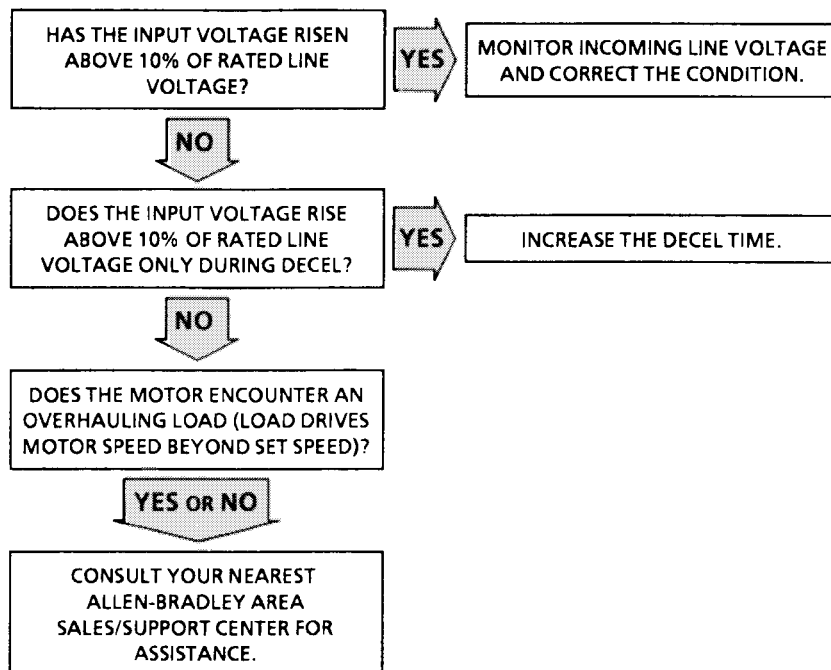 HAS THE INPUT VOLTAGE RISEN
ABOVE 10% OF RATED LINE
VOLTAGE?
YES
MONITOR INCOMING LINE VOLTAGE
AND CORRECT THE CONDITION.
NO
DOES THE INPUT VOLTAGE RISE
ABOVE 10% OF RATED LINE
VOLTAGE ONLY DURING DECEL?
YES
INCREASE THE DECEL TIME.
NO
DOES THE MOTOR ENCOUNTER AN
OVERHAULING LOAD (LOAD DRIVES
MOTOR SPEED BEYOND SET SPEED)?
YES OR NO
CONSULT YOUR NEAREST
ALLEN-BRADLEY AREA
SALES/SUPPORT CENTER FOR
ASSISTANCE.